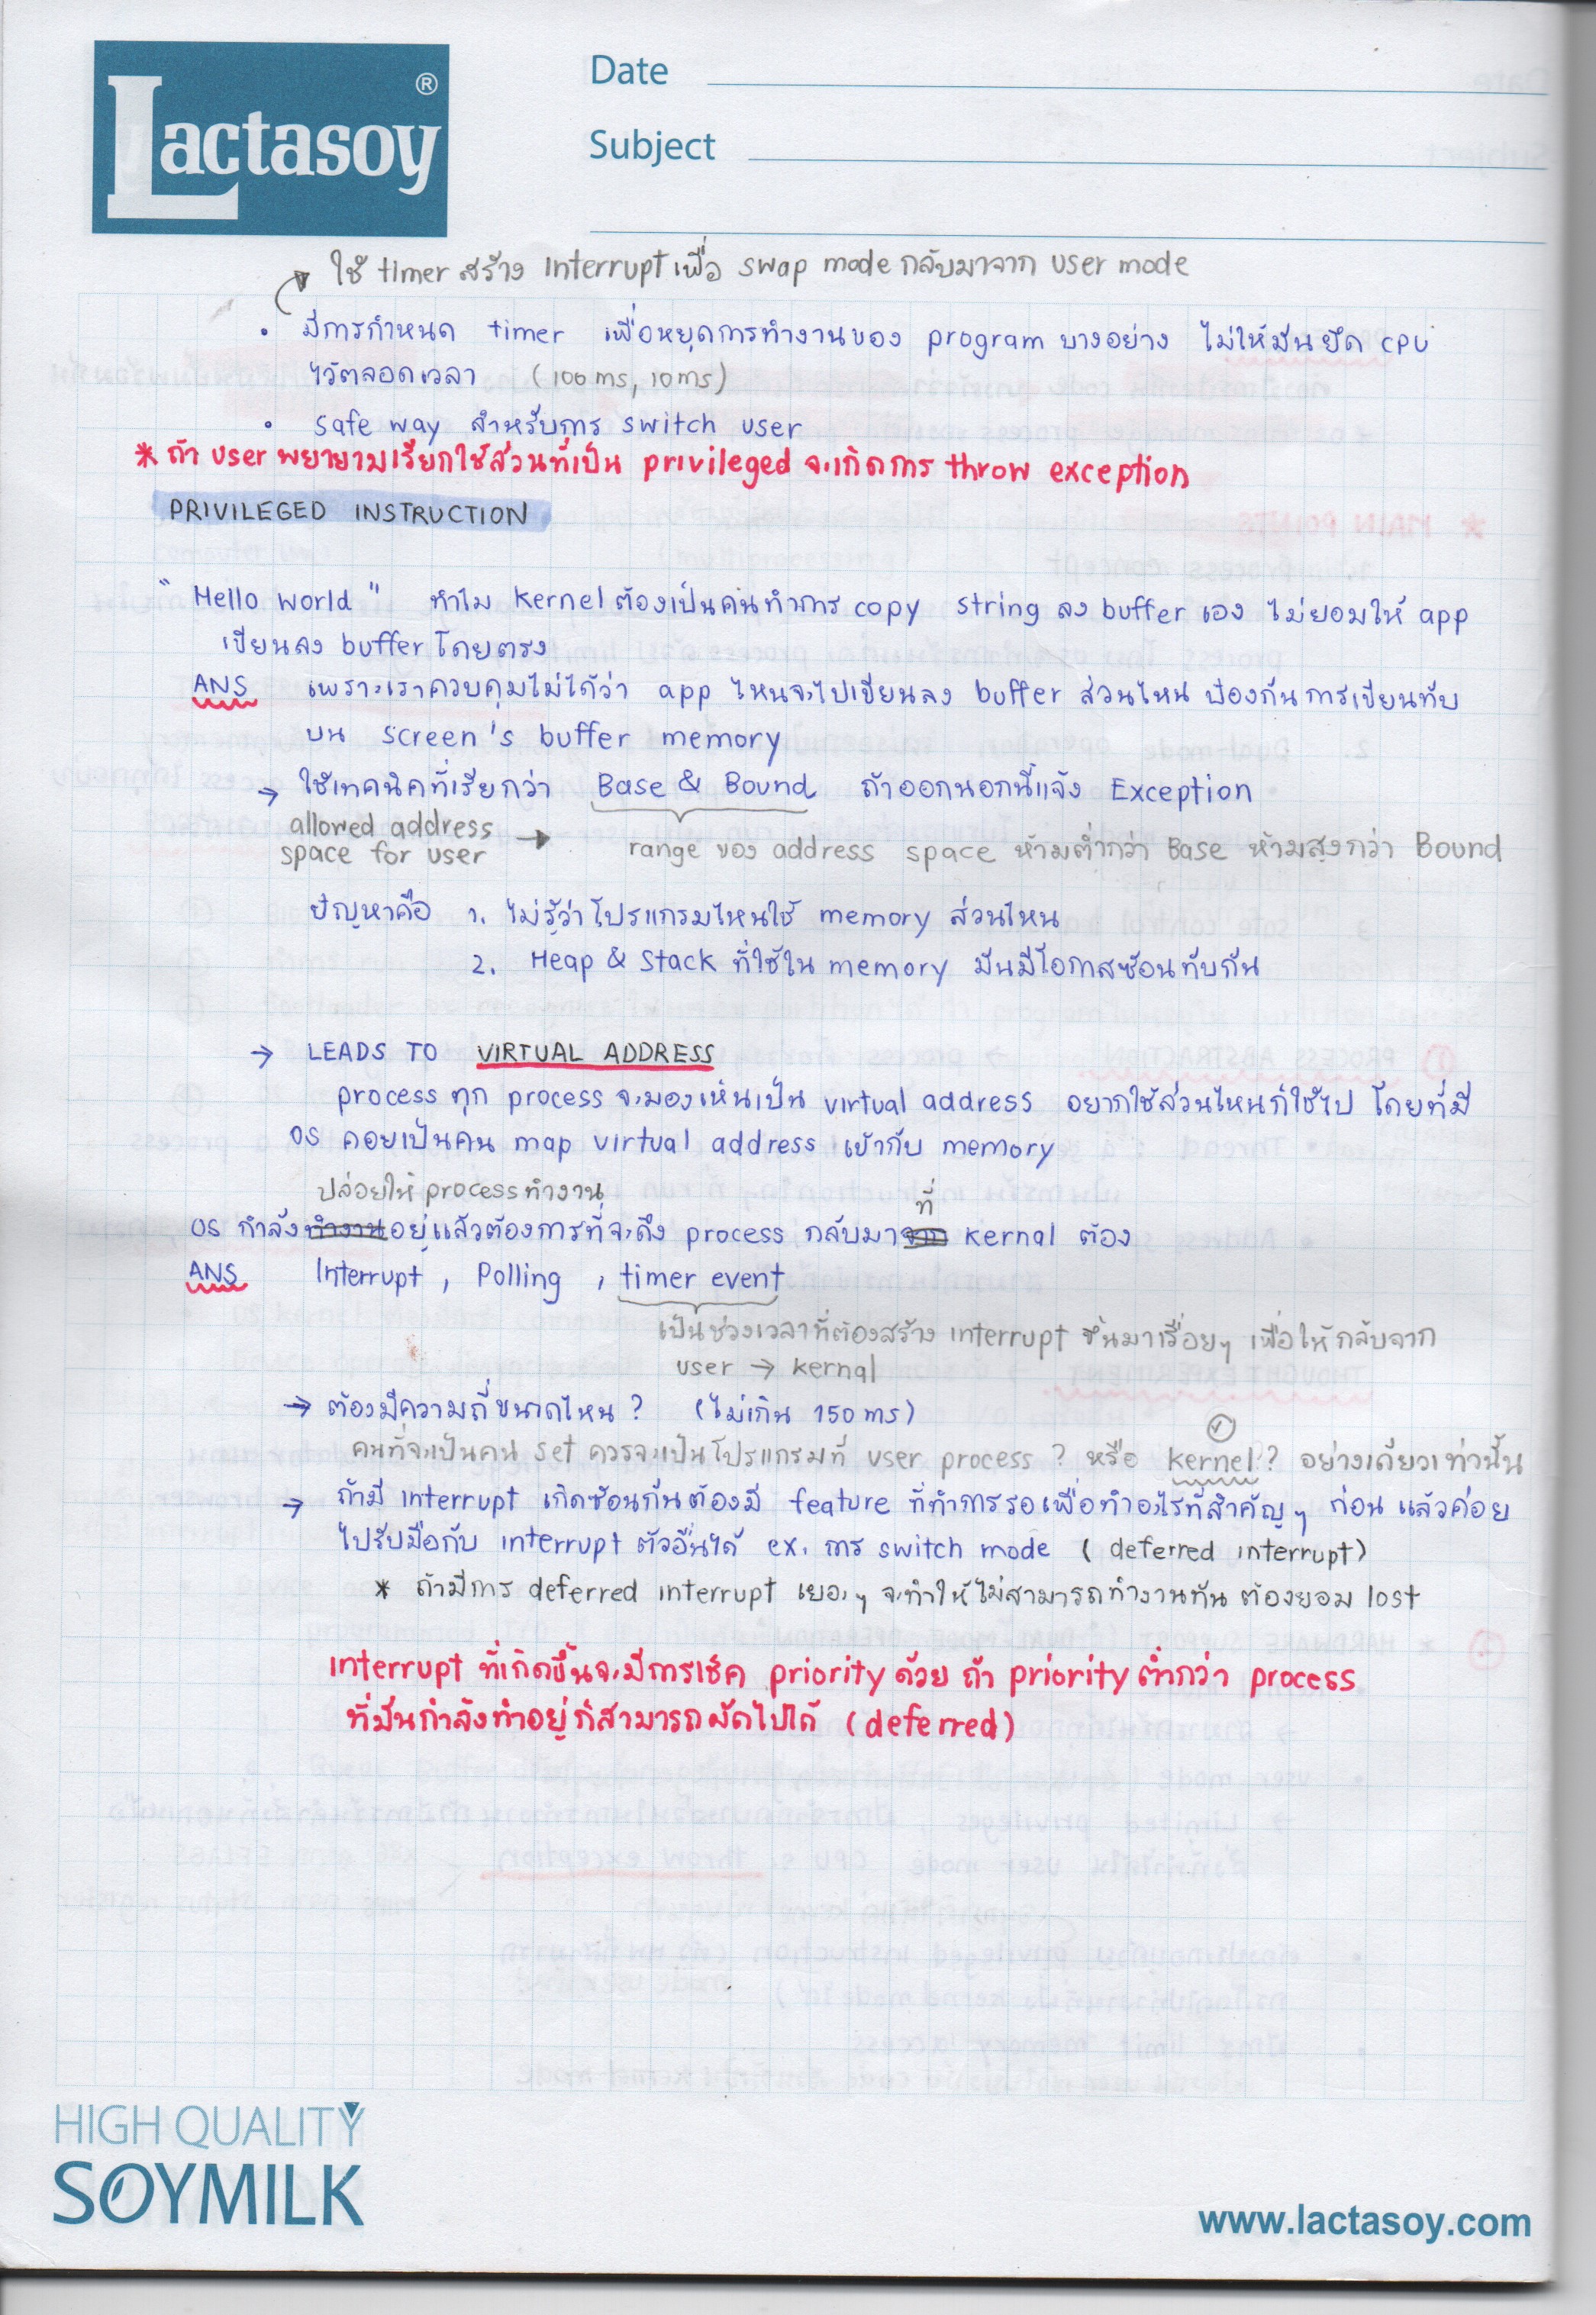 Lactasoy ®
Date
Subject
ใช้ timer สร้าง interrupt เพื่อ swap mode กลับมาจาก user mode
• มีการกำหนด timer เพื่อหยุดการทำงานของ program บางอย่าง ไม่ให้มันยึด CPU
ไว้ตลอดเวลา (100 ms, 10 ms)
• safe way สำหรับการ switch user
* ถ้า user พยายามเรียกใช้ส่วนที่เป็น privileged จะเกิดการ throw exception
PRIVILEGED INSTRUCTION
"Hello World" ทำไม kernel ต้องเป็นคนทำการ copy string ลง buffer เอง ไม่ยอมให้ app
เขียนลง buffer โดยตรง
ANS เพราะเราควบคุมไม่ได้ว่า app ไหนจะไปเขียนลง buffer ส่วนไหน ป้องกันการเขียนทับ
บน screen's buffer memory
→ ใช้เทคนิคที่เรียกว่า Base & Bound ถ้าออกนอกนี้แจ้ง Exception
allowed address
space for user → range ของ address space ห้ามต่ำกว่า Base ห้ามสูงกว่า Bound
ปัญหาคือ 1. ไม่รู้ว่าโปรแกรมไหนใช้ memory ส่วนไหน
2. Heap & Stack ที่ใช้ใน memory มันมีโอกาสซ้อนทับกัน
→ LEADS TO VIRTUAL ADDRESS
process ทุก process จะมองเห็นเป็น virtual address อยากใช้ส่วนไหนก็ใช้ไป โดยที่มี
OS คอยเป็นคน map virtual address เข้ากับ memory
ปล่อยให้ process ทำงาน ที่
OS กำลังทำงานอยู่แล้วต้องการที่จะดึง process กลับมาจาก kernal ต้อง
ANS Interrupt , Polling , timer event
เป็นช่วงเวลาที่ต้องสร้าง interrupt ขึ้นมาเรื่อยๆ เพื่อให้กลับจาก
user → kernal
→ ต้องมีความถี่ขนาดไหน ? (ไม่เกิน 150 ms)
คนที่จะเป็นคน set ควรจะเป็นโปรแกรมที่ user process ? หรือ kernel ? อย่างเดียวเท่านั้น
→ ถ้ามี interrupt เกิดซ้อนกันต้องมี feature ที่ทำการรอเพื่อทำอะไรที่สำคัญๆ ก่อน แล้วค่อย
ไปรับมือกับ interrupt ตัวอื่นได้ ex. การ switch mode ( deferred interrupt)
* ถ้ามีการ deferred interrupt เยอะๆ จะทำให้ไม่สามารถทำงานทัน ต้องยอม lost
interrupt ที่เกิดขึ้นจะมีการเช็ค priority ด้วย ถ้า priority ต่ำกว่า process
ที่มันกำลังทำอยู่ก็สามารถผัดไปได้ (deferred)
HIGH QUALITY
SOYMILK
www.lactasoy.com